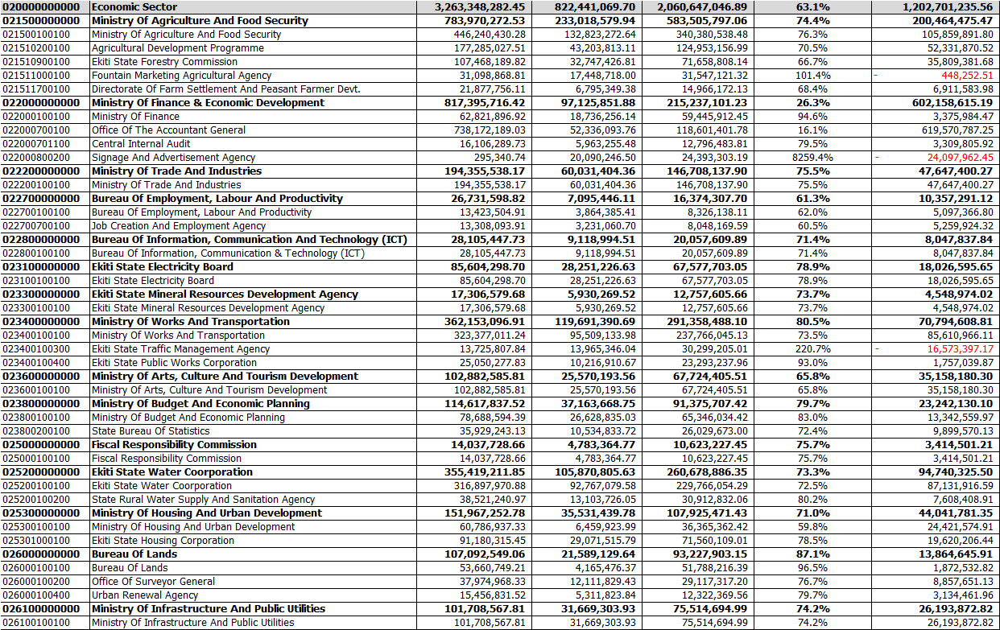 020000000000 Economic Sector 3,263,348,282.45 822,441,069.70 2,060,647,046.89 63.1% 1,202,701,235.56
021500000000 Ministry Of Agriculture And Food Security 783,970,272.53 233,018,579.94 583,505,797.06 74.4% 200,464,475.47
021500100100 Ministry Of Agriculture And Food Security 446,240,430.28 132,823,272.64 340,380,538.48 76.3% 105,859,891.80
021510200100 Agricultural Development Programme 177,285,027.51 43,203,813.11 124,953,156.99 70.5% 52,331,870.52
021510900100 Ekiti State Forestry Commission 107,468,189.82 32,747,426.81 71,658,808.14 66.7% 35,809,381.68
021511000100 Fountain Marketing Agricultural Agency 31,098,868.81 17,448,718.00 31,547,121.32 101.4% - 448,252.51
021511700100 Directorate Of Farm Settlement And Peasant Farmer Devt. 21,877,756.11 6,795,349.38 14,966,172.13 68.4% 6,911,583.98
022000000000 Ministry Of Finance & Economic Development 817,395,716.42 97,125,851.88 215,237,101.23 26.3% 602,158,615.19
022000100100 Ministry Of Finance 62,821,896.92 18,736,256.14 59,445,912.45 94.6% 3,375,984.47
022000700100 Office Of The Accountant General 738,172,189.03 52,336,093.76 118,601,401.78 16.1% 619,570,787.25
022000701100 Central Internal Audit 16,106,289.73 5,963,255.48 12,796,483.81 79.5% 3,309,805.92
022000800200 Signage And Advertisement Agency 295,340.74 20,090,246.50 24,393,303.19 8259.4% - 24,097,962.45
022200000000 Ministry Of Trade And Industries 194,355,538.17 60,031,404.36 146,708,137.90 75.5% 47,647,400.27
022200100100 Ministry Of Trade And Industries 194,355,538.17 60,031,404.36 146,708,137.90 75.5% 47,647,400.27
022700000000 Bureau Of Employment, Labour And Productivity 26,731,598.82 7,095,446.11 16,374,307.70 61.3% 10,357,291.12
022700100100 Bureau Of Employment, Labour And Productivity 13,423,504.91 3,864,385.41 8,326,138.11 62.0% 5,097,366.80
022700700100 Job Creation And Employment Agency 13,308,093.91 3,231,060.70 8,048,169.59 60.5% 5,259,924.32
022800000000 Bureau Of Information, Communication And Technology (ICT) 28,105,447.73 9,118,994.51 20,057,609.89 71.4% 8,047,837.84
022800100100 Bureau Of Information, Communication & Technology (ICT) 28,105,447.73 9,118,994.51 20,057,609.89 71.4% 8,047,837.84
023100000000 Ekiti State Electricity Board 85,604,298.70 28,251,226.63 67,577,703.05 78.9% 18,026,595.65
023100100100 Ekiti State Electricity Board 85,604,298.70 28,251,226.63 67,577,703.05 78.9% 18,026,595.65
023300000000 Ekiti State Mineral Resources Development Agency 17,306,579.68 5,930,269.52 12,757,605.66 73.7% 4,548,974.02
023300100100 Ekiti State Mineral Resources Development Agency 17,306,579.68 5,930,269.52 12,757,605.66 73.7% 4,548,974.02
023400000000 Ministry Of Works And Transportation 362,153,096.91 119,691,390.69 291,358,488.10 80.5% 70,794,608.81
023400100100 Ministry Of Works And Transportation 323,377,011.24 95,509,133.98 237,766,045.13 73.5% 85,610,966.11
023400100300 Ekiti State Traffic Management Agency 13,725,807.84 13,965,346.04 30,299,205.01 220.7% - 16,573,397.17
023400100400 Ekiti State Public Works Corporation 25,050,277.83 10,216,910.67 23,293,237.96 93.0% 1,757,039.87
023600000000 Ministry Of Arts, Culture And Tourism Development 102,882,585.81 25,570,193.56 67,724,405.51 65.8% 35,158,180.30
023600100100 Ministry Of Arts, Culture And Tourism Development 102,882,585.81 25,570,193.56 67,724,405.51 65.8% 35,158,180.30
023800000000 Ministry Of Budget And Economic Planning 114,617,837.52 37,163,668.75 91,375,707.42 79.7% 23,242,130.10
023800100100 Ministry Of Budget And Economic Planning 78,688,594.39 26,628,835.03 65,346,034.42 83.0% 13,342,559.97
023800200100 State Bureau Of Statistics 35,929,243.13 10,534,833.72 26,029,673.00 72.4% 9,899,570.13
025000000000 Fiscal Responsibility Commission 14,037,728.66 4,783,364.77 10,623,227.45 75.7% 3,414,501.21
025000100100 Fiscal Responsibility Commission 14,037,728.66 4,783,364.77 10,623,227.45 75.7% 3,414,501.21
025200000000 Ekiti State Water Coorporation 355,419,211.85 105,870,805.63 260,678,886.35 73.3% 94,740,325.50
025200100100 Ekiti State Water Coorporation 316,897,970.88 92,767,079.58 229,766,054.29 72.5% 87,131,916.59
025200100200 State Rural Water Supply And Sanitation Agency 38,521,240.97 13,103,726.05 30,912,832.06 80.2% 7,608,408.91
025300000000 Ministry Of Housing And Urban Development 151,967,252.78 35,531,439.78 107,925,471.43 71.0% 44,041,781.35
025300100100 Ministry Of Housing And Urban Development 60,786,937.33 6,459,923.99 36,365,362.42 59.8% 24,421,574.91
025301000100 Ekiti State Housing Corporation 91,180,315.45 29,071,515.79 71,560,109.01 78.5% 19,620,206.44
026000000000 Bureau Of Lands 107,092,549.06 21,589,129.64 93,227,903.15 87.1% 13,864,645.91
026000100100 Bureau Of Lands 53,660,749.21 4,165,476.37 51,788,216.39 96.5% 1,872,532.82
026000100200 Office Of Surveyor General 37,974,968.33 12,111,829.43 29,117,317.20 76.7% 8,857,651.13
026000100400 Urban Renewal Agency 15,456,831.52 5,311,823.84 12,322,369.56 79.7% 3,134,461.96
026100000000 Ministry Of Infrastructure And Public Utilities 101,708,567.81 31,669,303.93 75,514,694.99 74.2% 26,193,872.82
026100100100 Ministry Of Infrastructure And Public Utilities 101,708,567.81 31,669,303.93 75,514,694.99 74.2% 26,193,872.82